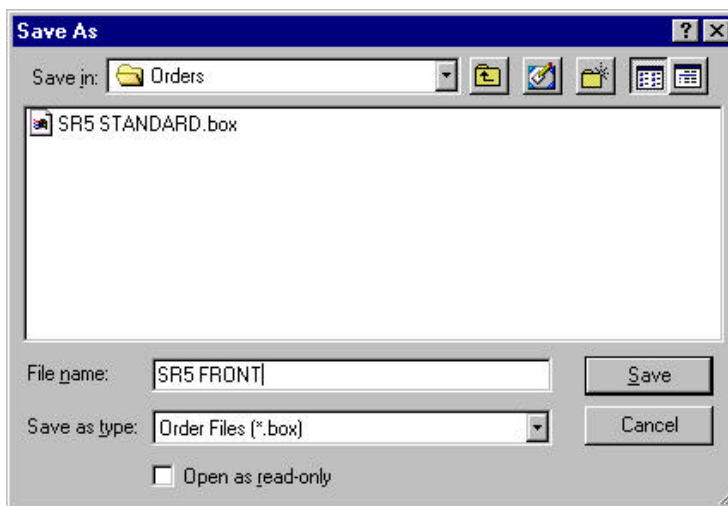 Save As
Save in: Orders
SR5 STANDARD.box
File name: SR5 FRONT
Save
Save as type: Order Files (*.box)
Cancel
Open as read-only